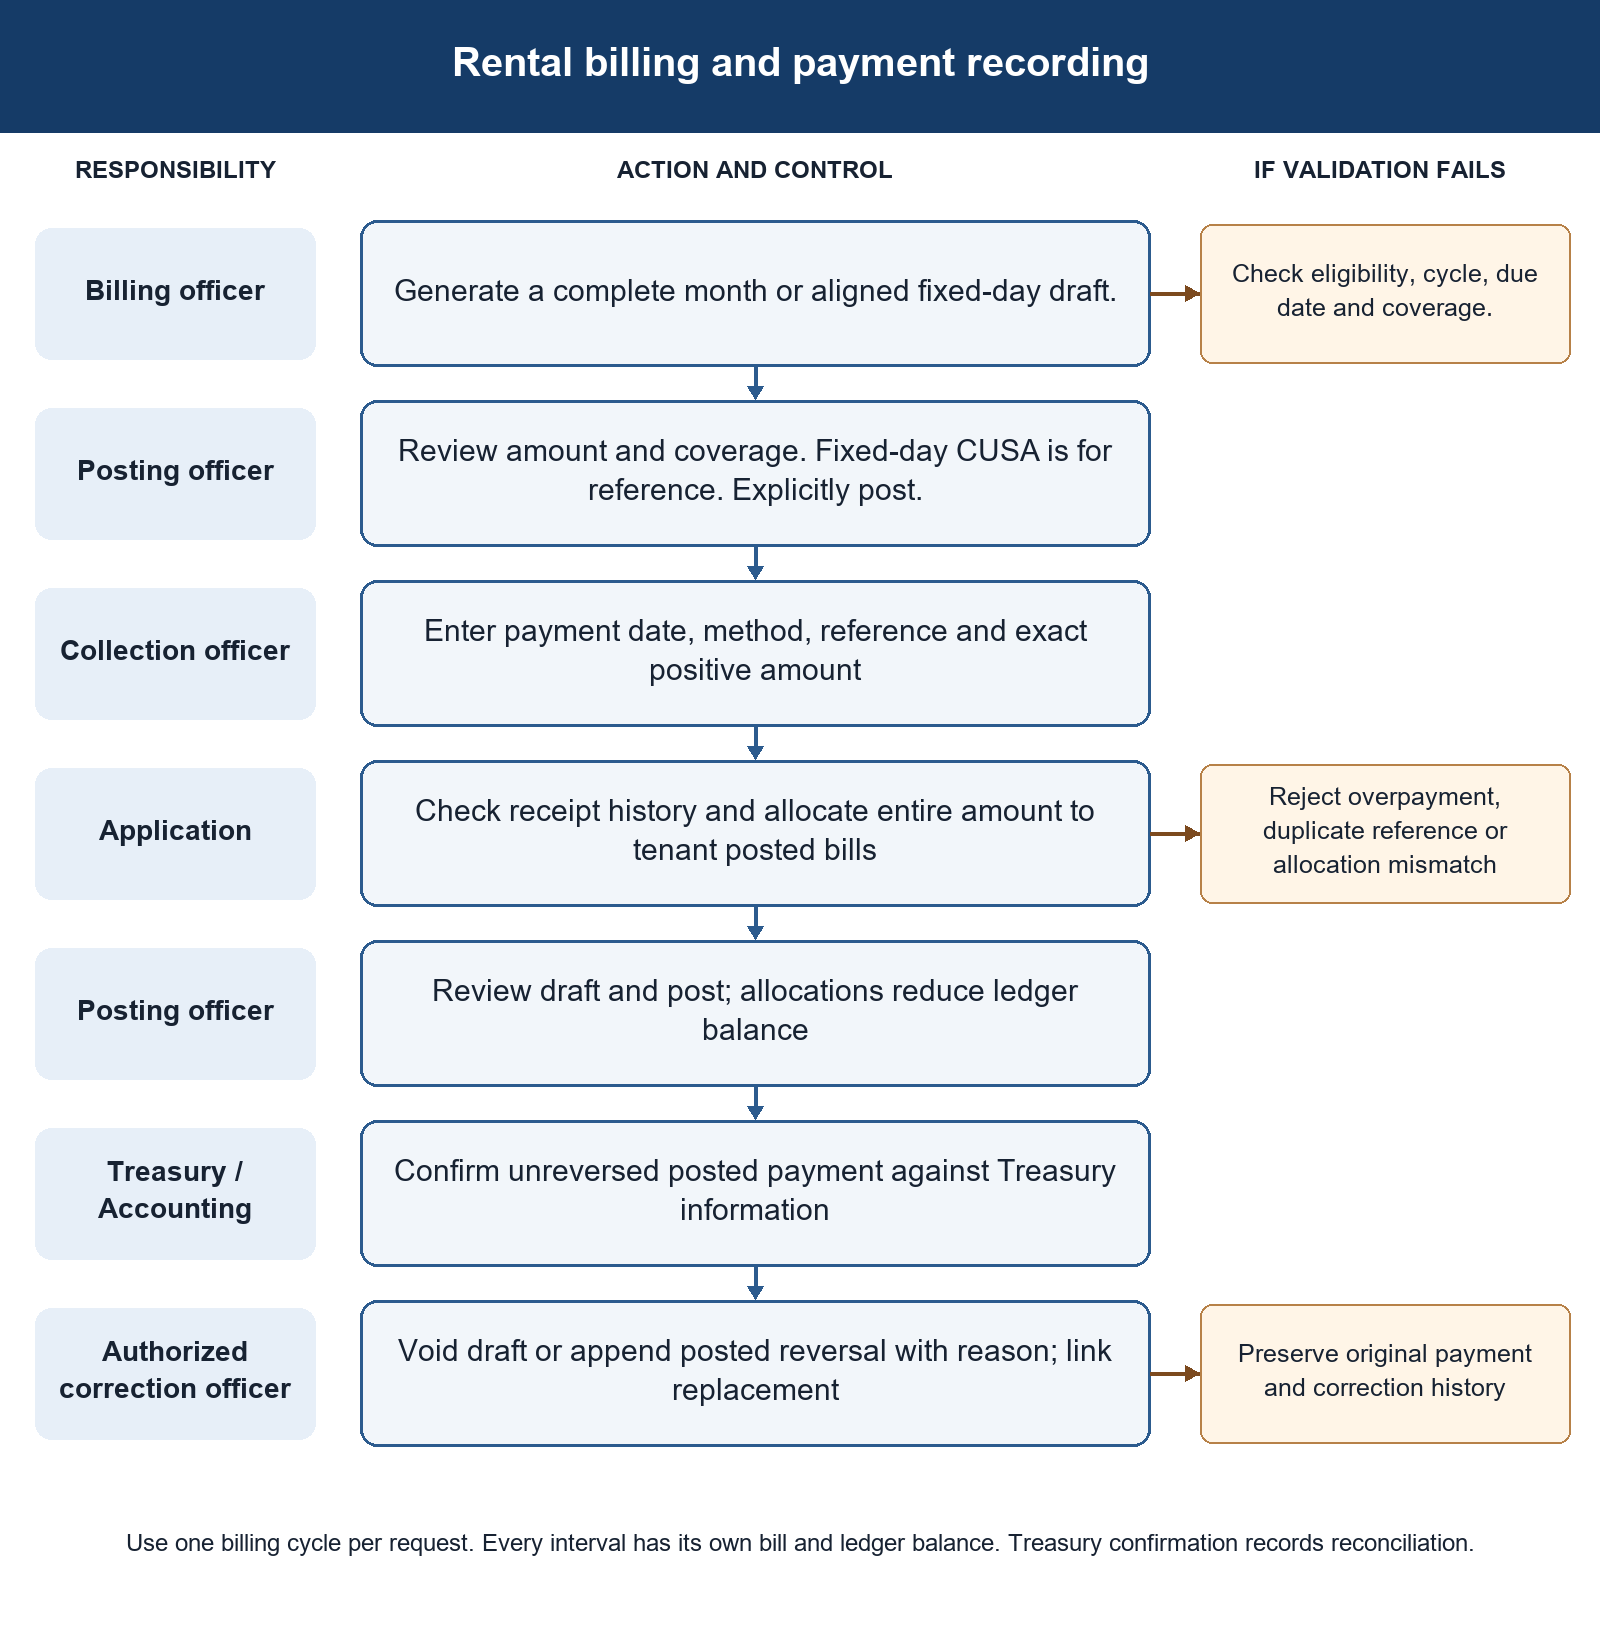 Rental billing and payment recording
RESPONSIBILITY
ACTION AND CONTROL
IF VALIDATION FAILS
Billing officer
Generate a complete month or aligned fixed-day draft.
Check eligibility, cycle, due
date and coverage.
Posting officer
Review amount and coverage. Fixed-day CUSA is for
reference. Explicitly post.
Collection officer
Enter payment date, method, reference and exact
positive amount
Application
Check receipt history and allocate entire amount to
tenant posted bills
Reject overpayment,
duplicate reference or
allocation mismatch
Posting officer
Review draft and post; allocations reduce ledger
balance
Treasury /
Accounting
Confirm unreversed posted payment against Treasury
information
Authorized
correction officer
Void draft or append posted reversal with reason; link
replacement
Preserve original payment
and correction history
Use one billing cycle per request. Every interval has its own bill and ledger balance. Treasury confirmation records reconciliation.